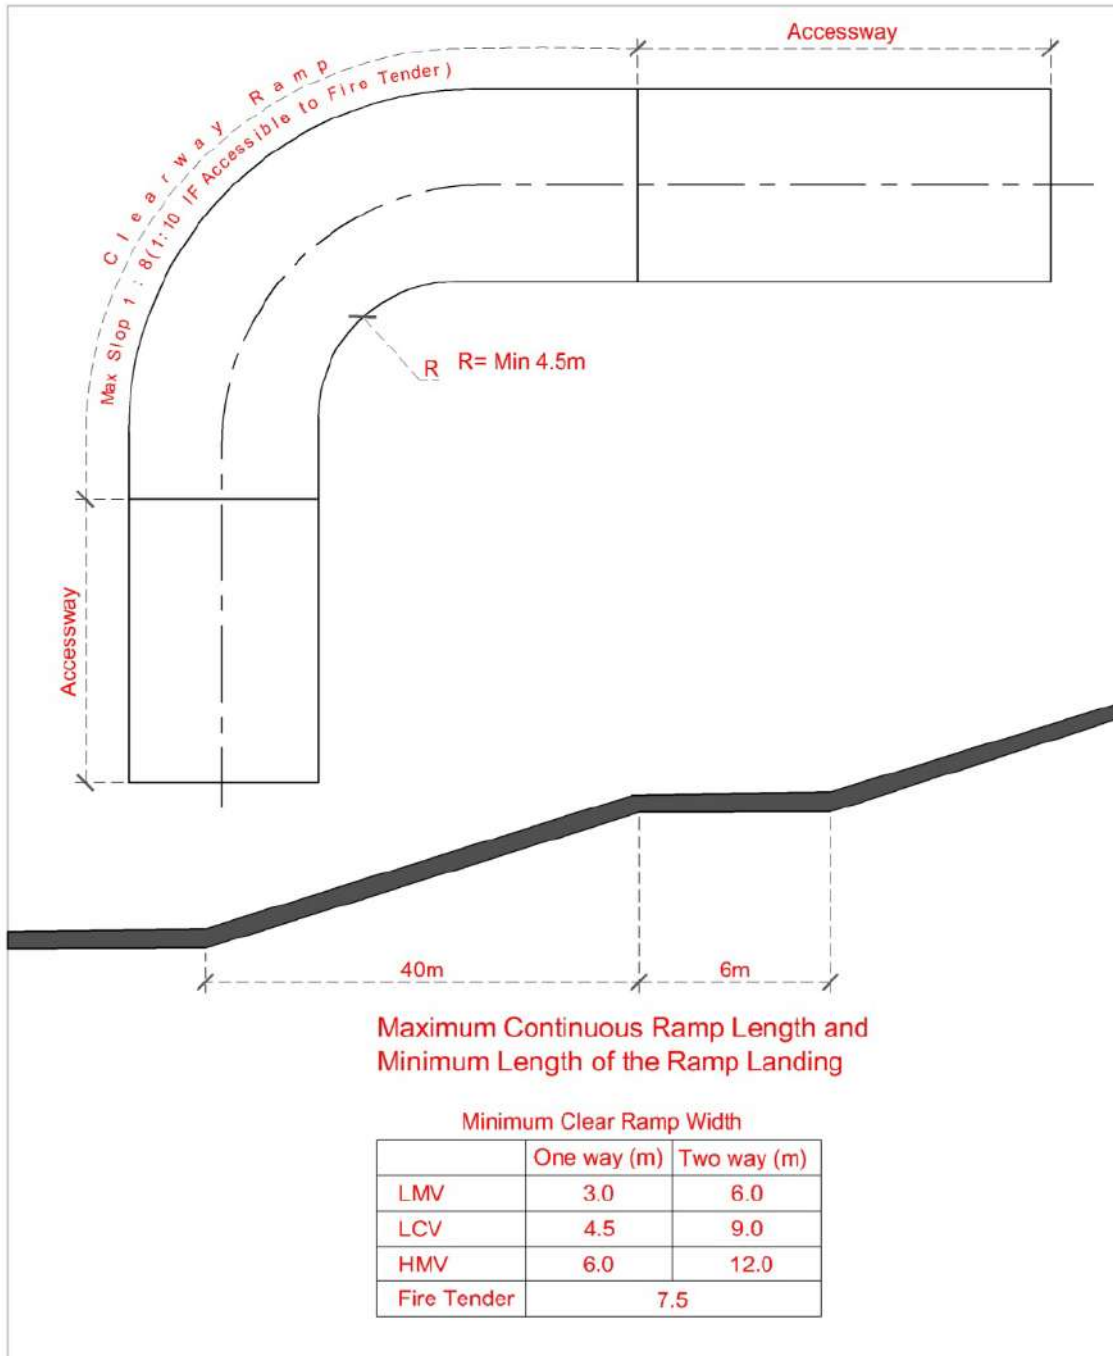 Accessway
Clearway Ramp
Max Slop 1 : 8(1:10 IF Accessible to Fire Tender)
R R= Min 4.5m
Accessway
40m 6m
Maximum Continuous Ramp Length and
Minimum Length of the Ramp Landing
Minimum Clear Ramp Width
One way (m) Two way (m)
LMV 3.0 6.0
LCV 4.5 9.0
HMV 6.0 12.0
Fire Tender 7.5